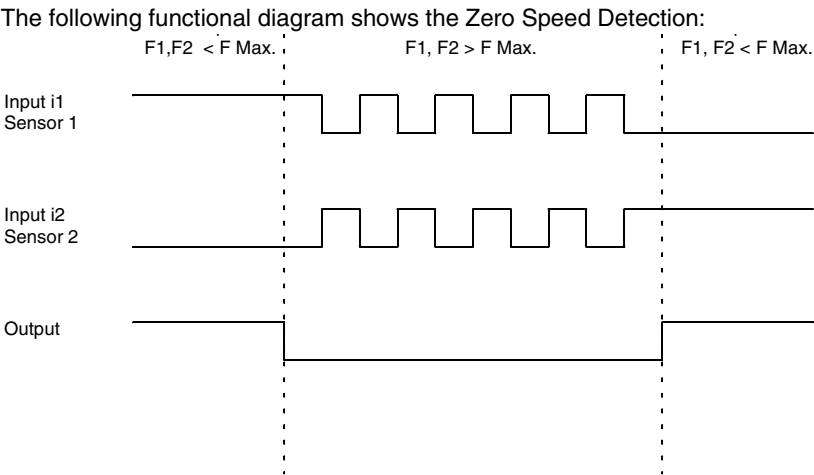 The following functional diagram shows the Zero Speed Detection:
F1,F2 < F Max. F1, F2 > F Max. F1, F2 < F Max.
Input i1
Sensor 1
Input i2
Sensor 2
Output